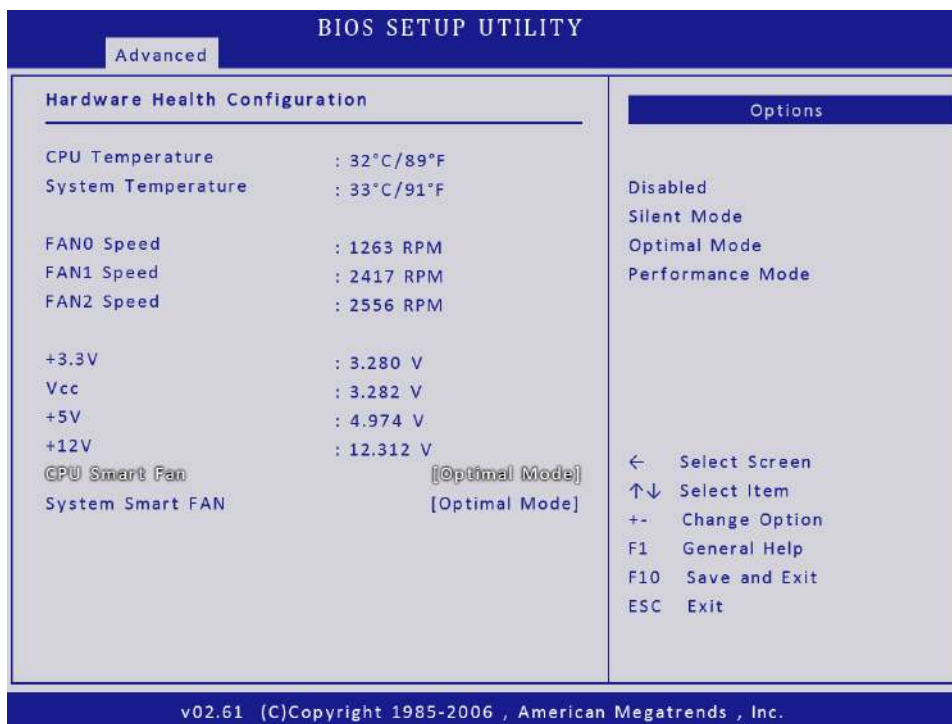 BIOS SETUP UTILITY
Advanced
Hardware Health Configuration
CPU Temperature : 32°C/89°F
System Temperature : 33°C/91°F
FAN0 Speed : 1263 RPM
FAN1 Speed : 2417 RPM
FAN2 Speed : 2556 RPM
+3.3V : 3.280 V
Vcc : 3.282 V
+5V : 4.974 V
+12V : 12.312 V
CPU Smart Fan [Optimal Mode]
System Smart FAN [Optimal Mode]
Options
Disabled
Silent Mode
Optimal Mode
Performance Mode
← Select Screen
↑↓ Select Item
+- Change Option
F1 General Help
F10 Save and Exit
ESC Exit
v02.61 (C)Copyright 1985-2006 , American Megatrends , Inc.